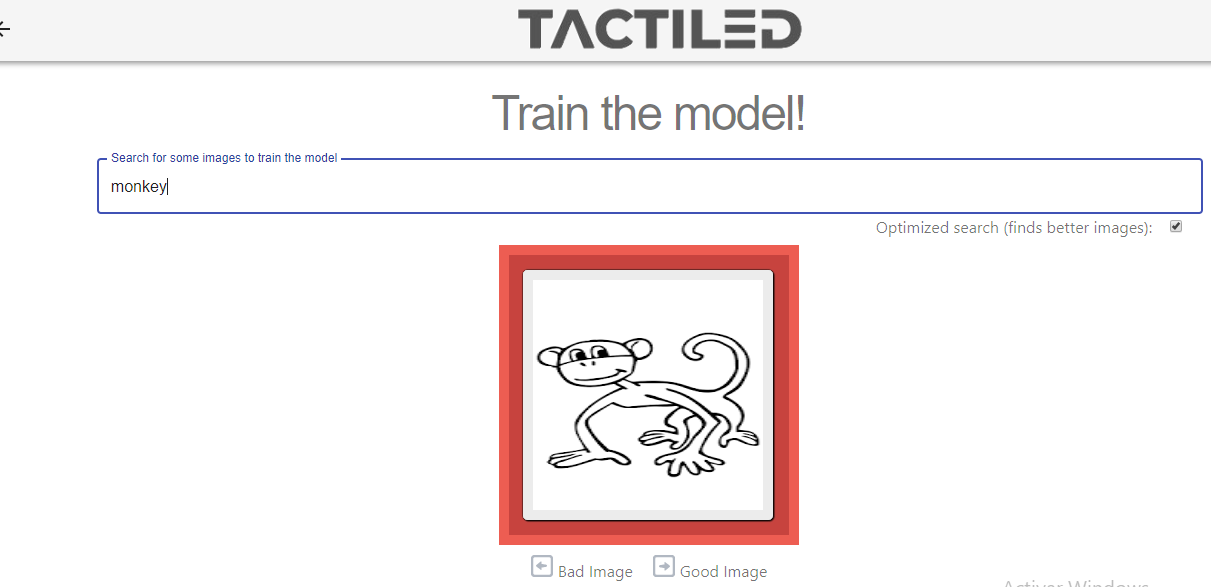 TACTILED
Train the model!
Search for some images to train the model
monkey
Optimized search (finds better images):
Bad Image Good Image
Activer Windows